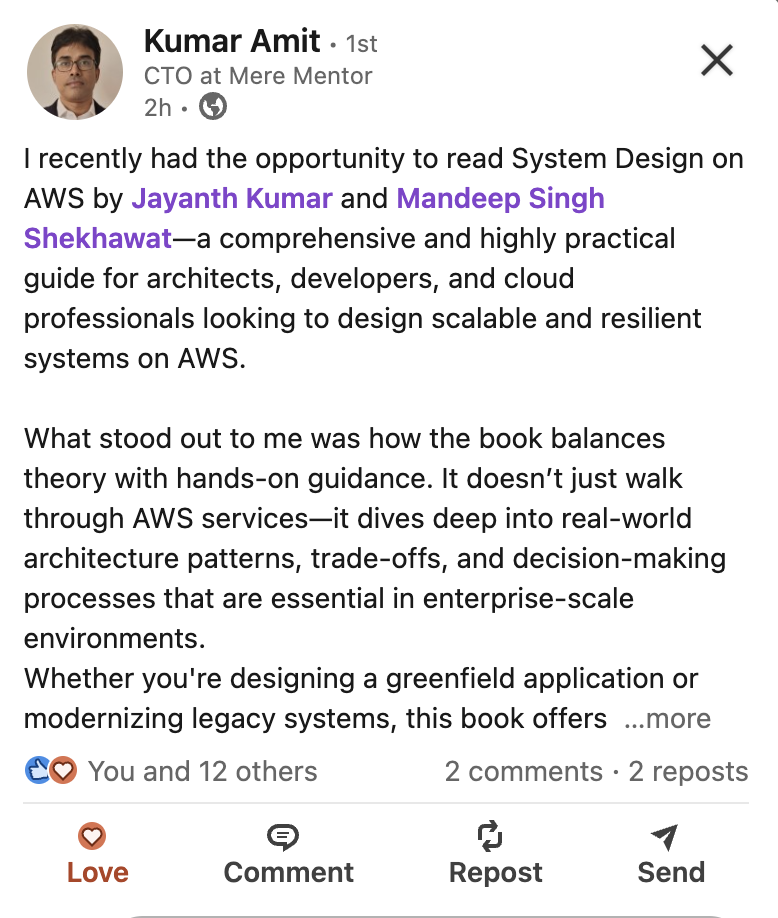 Kumar Amit • 1st
CTO at Mere Mentor
2h •
I recently had the opportunity to read System Design on
AWS by Jayanth Kumar and Mandeep Singh
Shekhawat—a comprehensive and highly practical
guide for architects, developers, and cloud
professionals looking to design scalable and resilient
systems on AWS.
What stood out to me was how the book balances
theory with hands-on guidance. It doesn’t just walk
through AWS services—it dives deep into real-world
architecture patterns, trade-offs, and decision-making
processes that are essential in enterprise-scale
environments.
Whether you're designing a greenfield application or
modernizing legacy systems, this book offers ...more
You and 12 others 2 comments · 2 reposts
Love Comment Repost Send